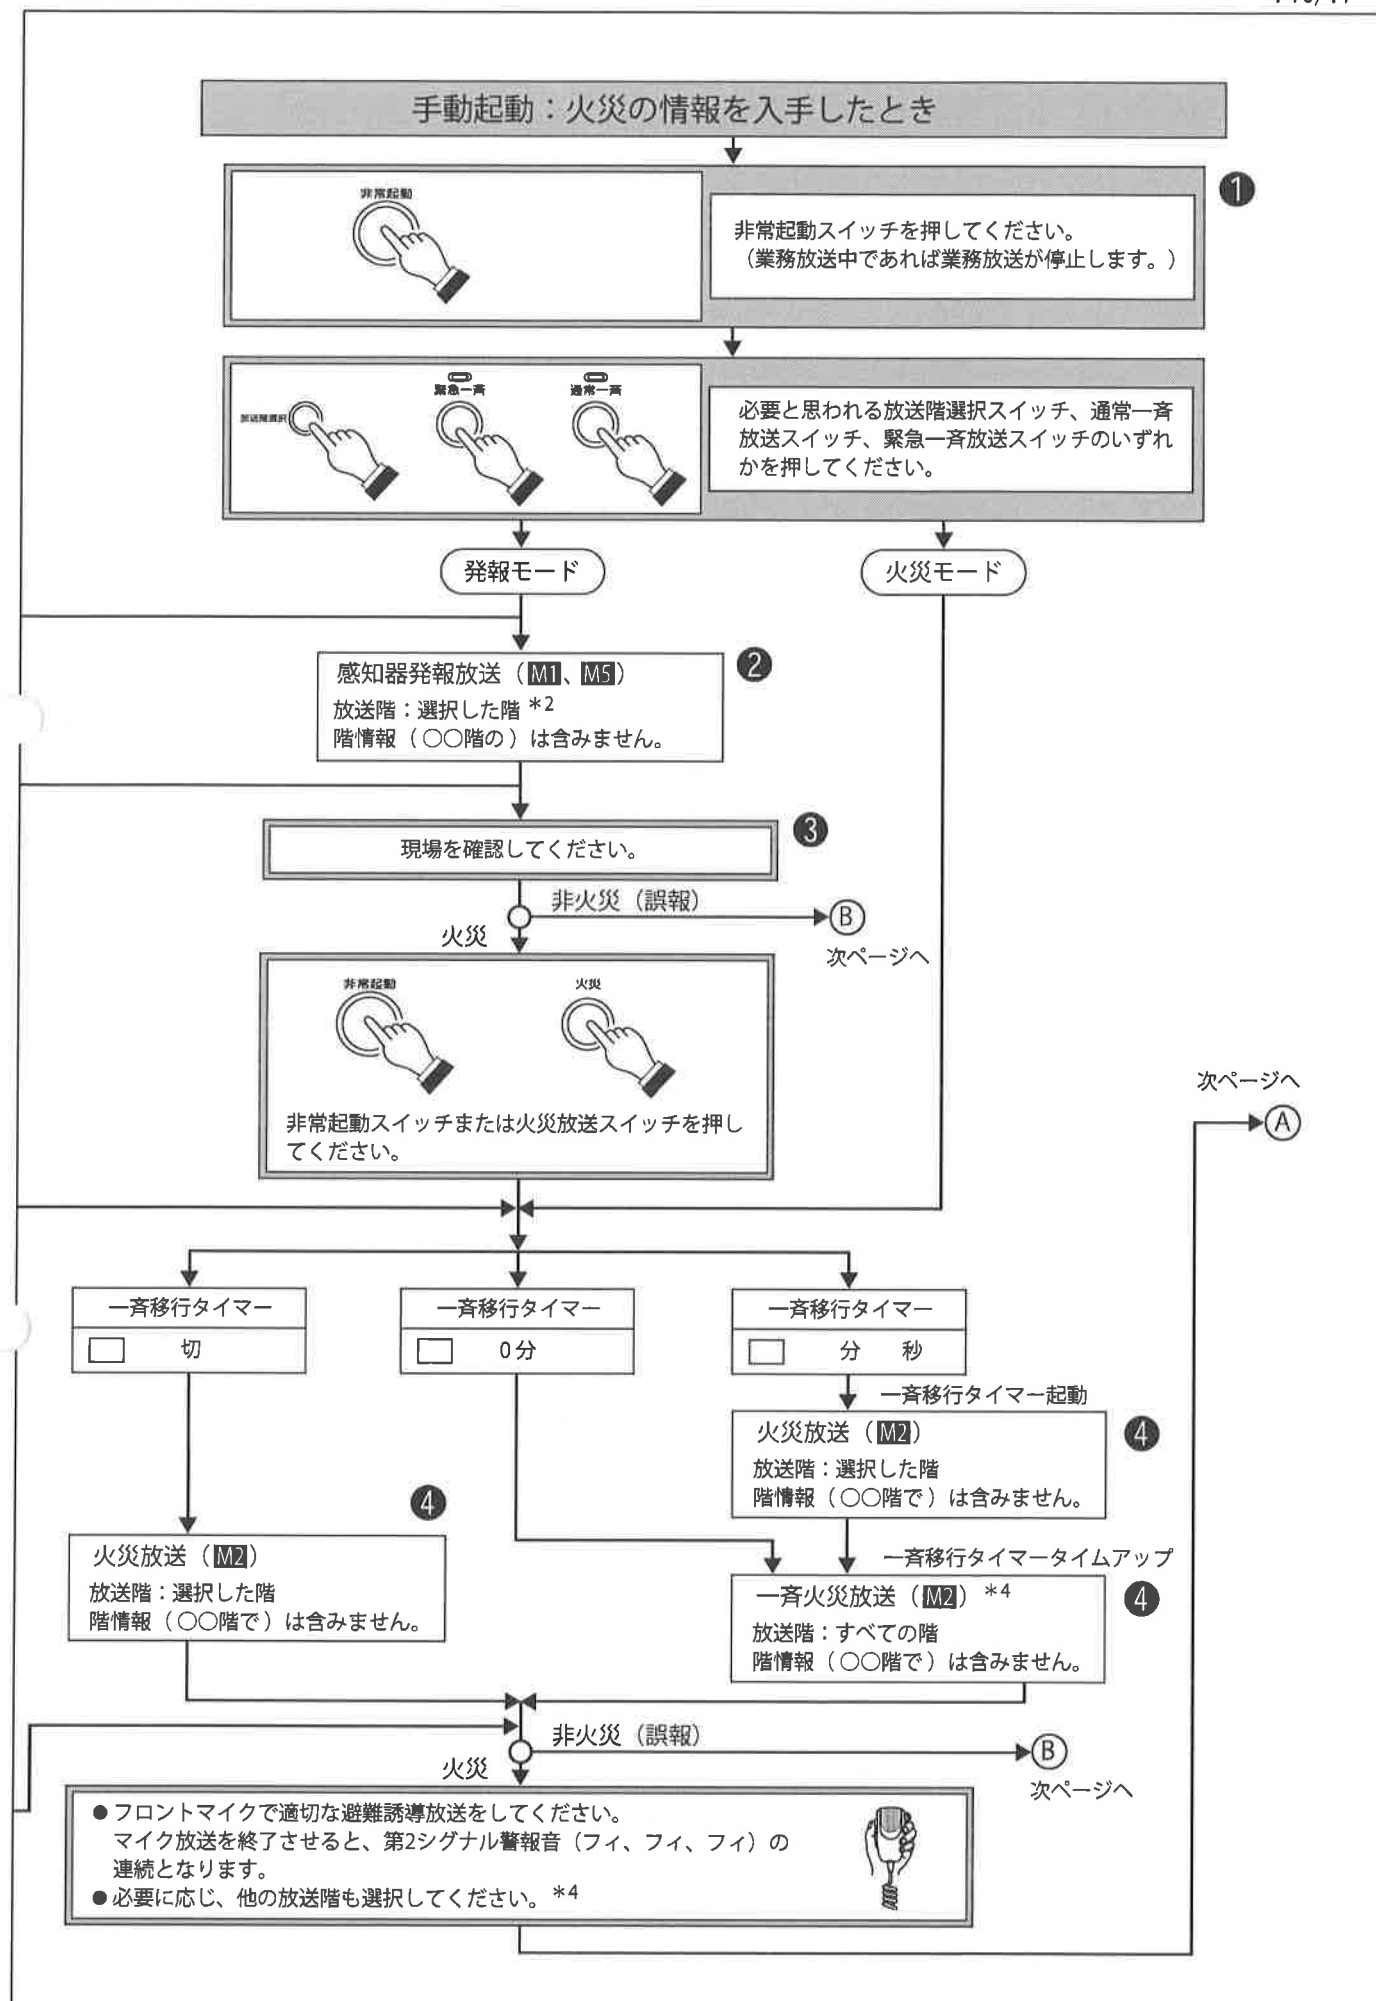 手動起動：火災の情報を入手したとき
❶
非常起動
非常起動スイッチを押してください。
（業務放送中であれば業務放送が停止します。）
放送階選択
緊急一斉
通常一斉
必要と思われる放送階選択スイッチ、通常一斉
放送スイッチ、緊急一斉放送スイッチのいずれ
かを押してください。
発報モード
火災モード
❷
感知器発報放送（M1、M5）
放送階：選択した階 *2
階情報（〇〇階の）は含みません。
❸
現場を確認してください。
非火災（誤報）
B
火災
次ページへ
非常起動
火災
非常起動スイッチまたは火災放送スイッチを押し
てください。
次ページへ
A
一斉移行タイマー
切
一斉移行タイマー
0分
一斉移行タイマー
分 秒
一斉移行タイマー起動
火災放送（M2）
❹
放送階：選択した階
階情報（〇〇階で）は含みません。
❹
火災放送（M2）
放送階：選択した階
階情報（〇〇階で）は含みません。
一斉移行タイマータイムアップ
一斉火災放送（M2）*4
❹
放送階：すべての階
階情報（〇〇階で）は含みません。
非火災（誤報）
B
火災
次ページへ
●フロントマイクで適切な避難誘導放送をしてください。
マイク放送を終了させると、第2シグナル警報音（フィ、フィ、フィ）の
連続となります。
●必要に応じ、他の放送階も選択してください。*4